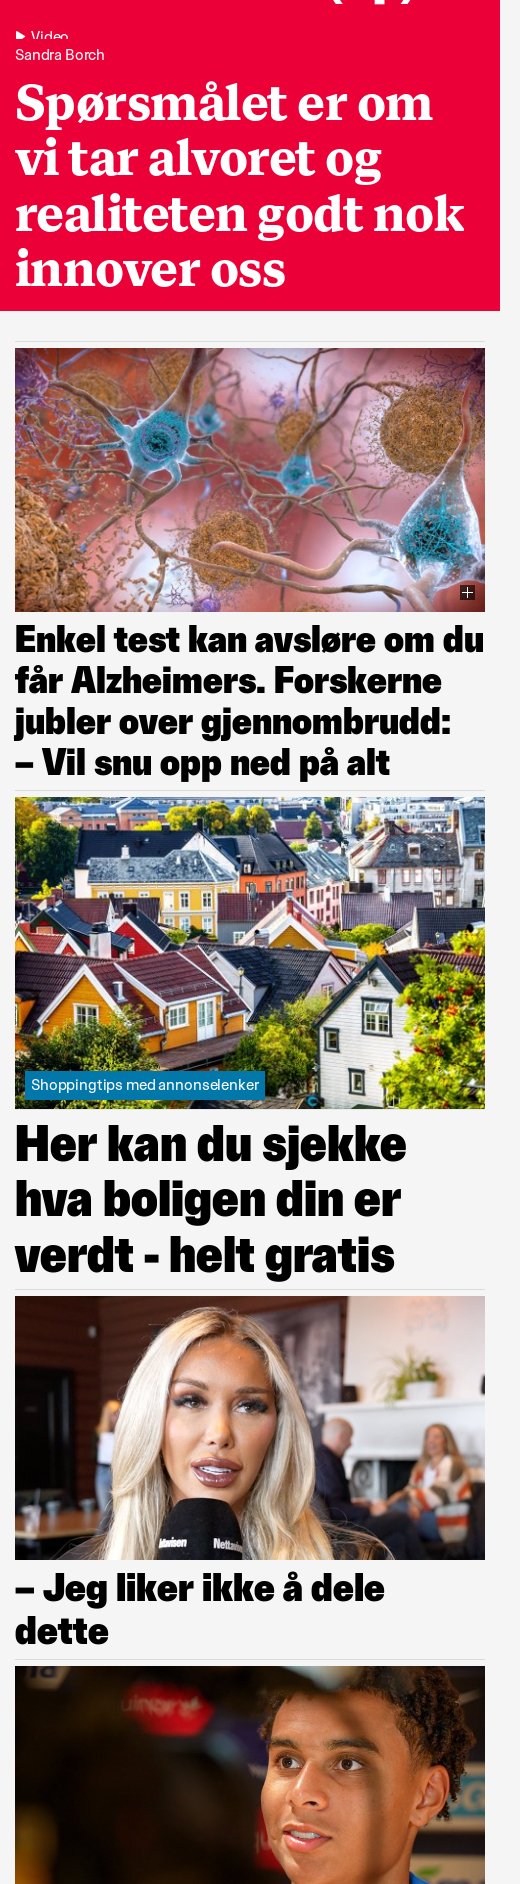 Video
Sandra Borch
Spørsmålet er om
vi tar alvoret og
realiteten godt nok
innover oss
Enkel test kan avsløre om du
får Alzheimers. Forskerne
jubler over gjennombrudd:
– Vil snu opp ned på alt
Shoppingtips med annonselenker
Her kan du sjekke
hva boligen din er
verdt - helt gratis
– Jeg liker ikke å dele
dette